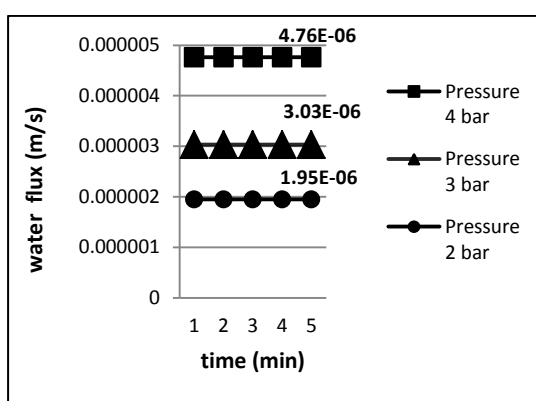 0.000005
0.000004
0.000003
0.000002
0.000001
0
water flux (m/s)
4.76E-06
3.03E-06
1.95E-06
1 2 3 4 5
time (min)
Pressure
4 bar
Pressure
3 bar
Pressure
2 bar